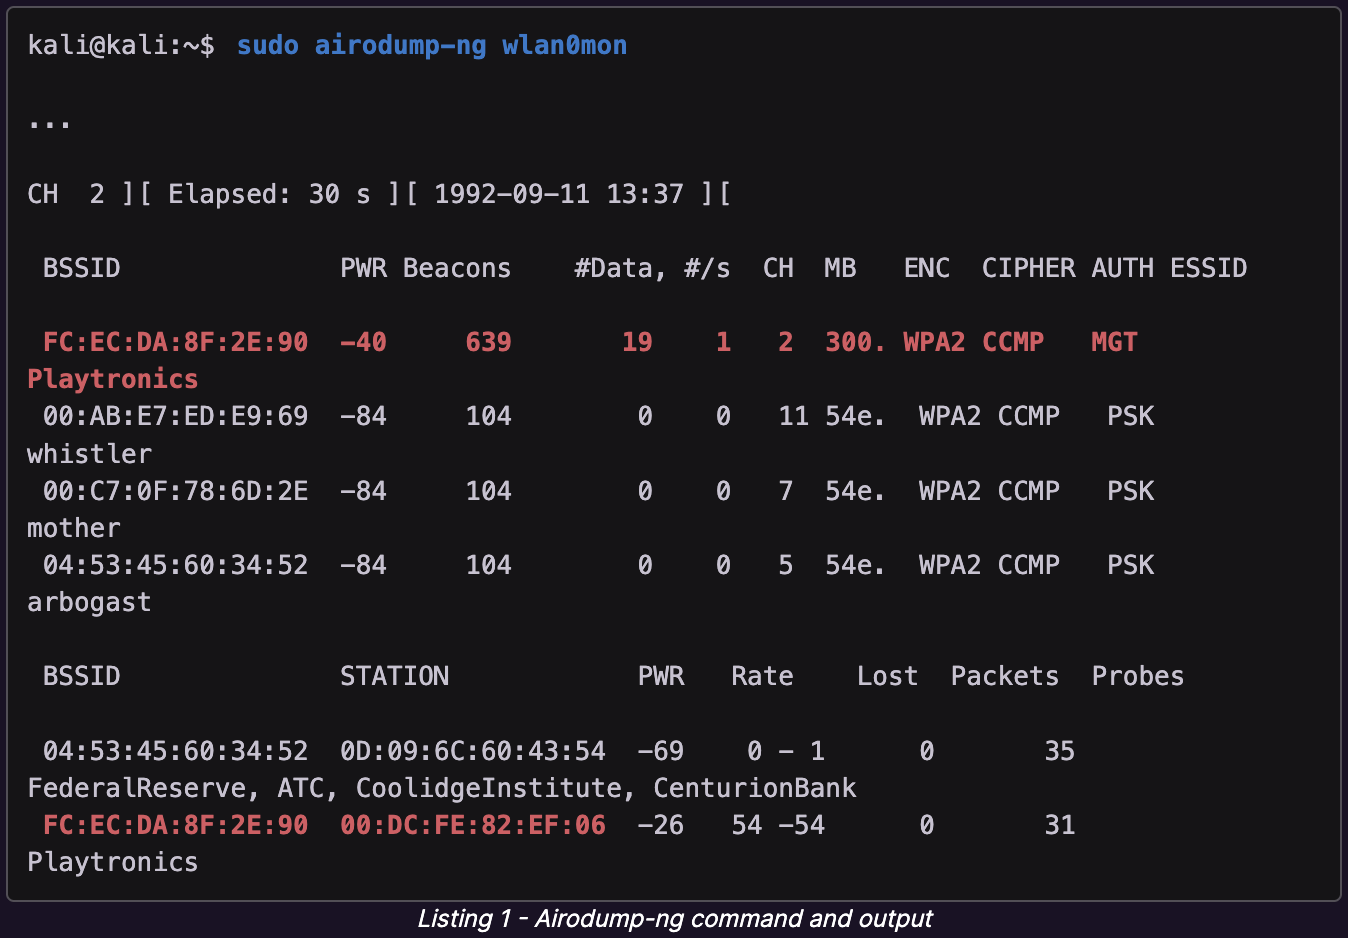 kali@kali:~$ sudo airodump-ng wlan0mon
...
CH  2 ][ Elapsed: 30 s ][ 1992-09-11 13:37 ][
 BSSID              PWR Beacons    #Data, #/s  CH  MB   ENC  CIPHER AUTH ESSID
 FC:EC:DA:8F:2E:90  -40     639       19    1   2  300. WPA2 CCMP   MGT
Playtronics
 00:AB:E7:ED:E9:69  -84     104        0    0   11 54e.  WPA2 CCMP   PSK
whistler
 00:C7:0F:78:6D:2E  -84     104        0    0   7  54e.  WPA2 CCMP   PSK
mother
 04:53:45:60:34:52  -84     104        0    0   5  54e.  WPA2 CCMP   PSK
arbogast
 BSSID              STATION            PWR   Rate    Lost  Packets  Probes
 04:53:45:60:34:52  0D:09:6C:60:43:54  -69    0 - 1      0       35
FederalReserve, ATC, CoolidgeInstitute, CenturionBank
 FC:EC:DA:8F:2E:90  00:DC:FE:82:EF:06  -26   54 -54      0       31
Playtronics
Listing 1 - Airodump-ng command and output